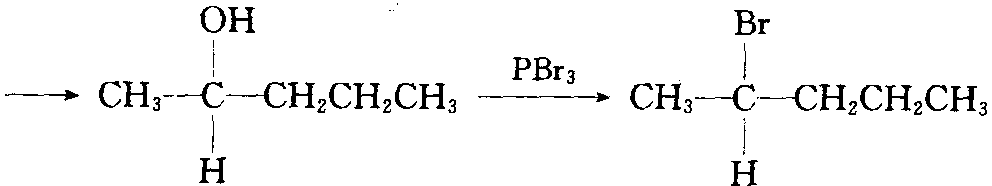 OH Br
⟶ CH₃—C—CH₂CH₂CH₃ —PBr₃→ CH₃—C—CH₂CH₂CH₃
H H